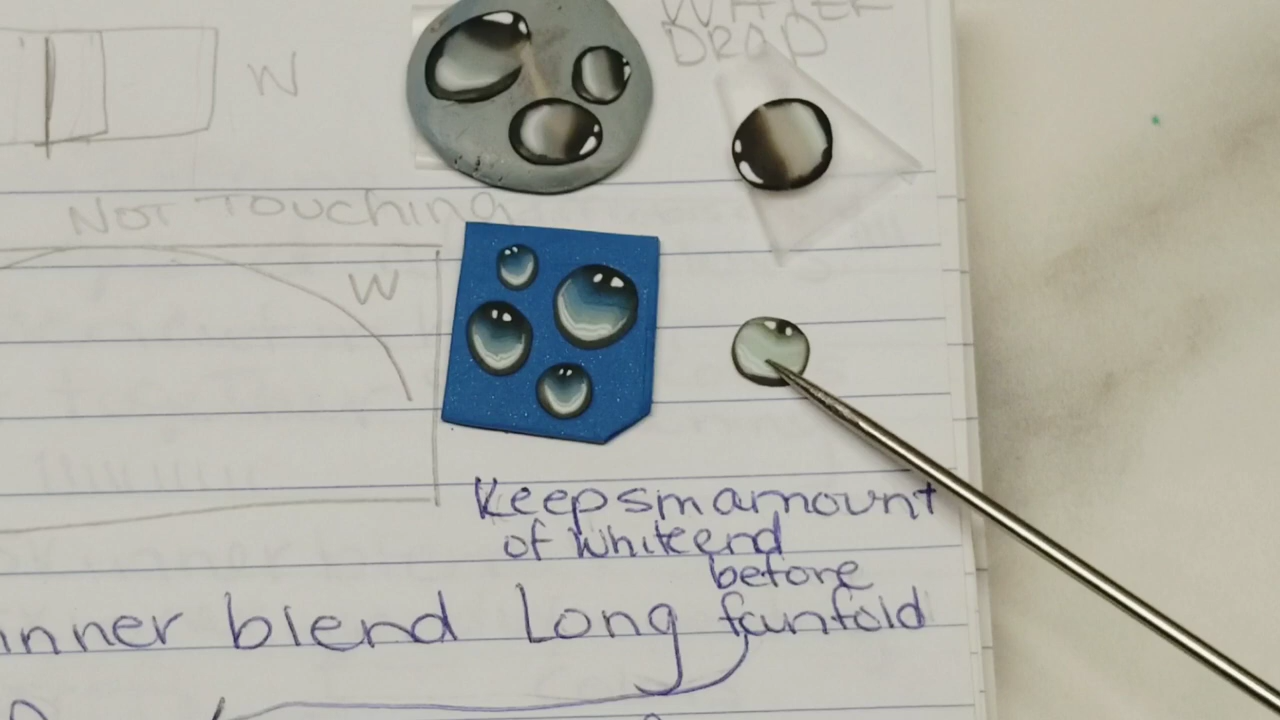 W
WATER
DROP
NOT TOUCHING
W
Keep sm amount
of white end
before
inner blend Long fanfold